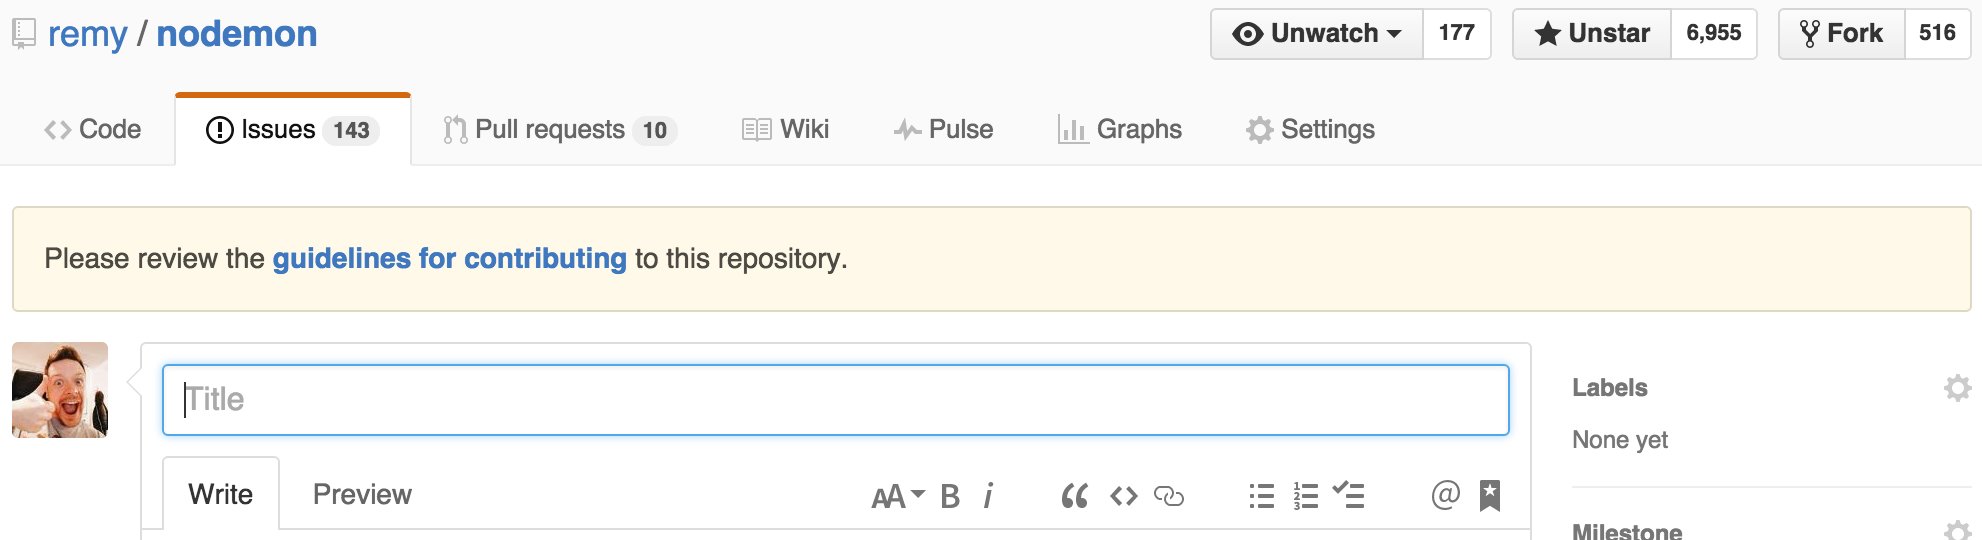 remy / nodemon
Unwatch 177 Unstar 6,955 Fork 516
Code Issues 143 Pull requests 10 Wiki Pulse Graphs Settings
Please review the guidelines for contributing to this repository.
Title
Labels
None yet
Write Preview AA B i @
Milestone